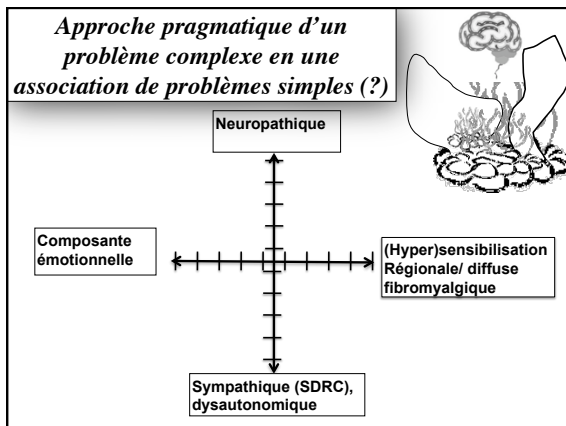 Approche pragmatique d’un
problème complexe en une
association de problèmes simples (?)
Neuropathique
Composante
émotionnelle
(Hyper)sensibilisation
Régionale/ diffuse
fibromyalgique
Sympathique (SDRC),
dysautonomique